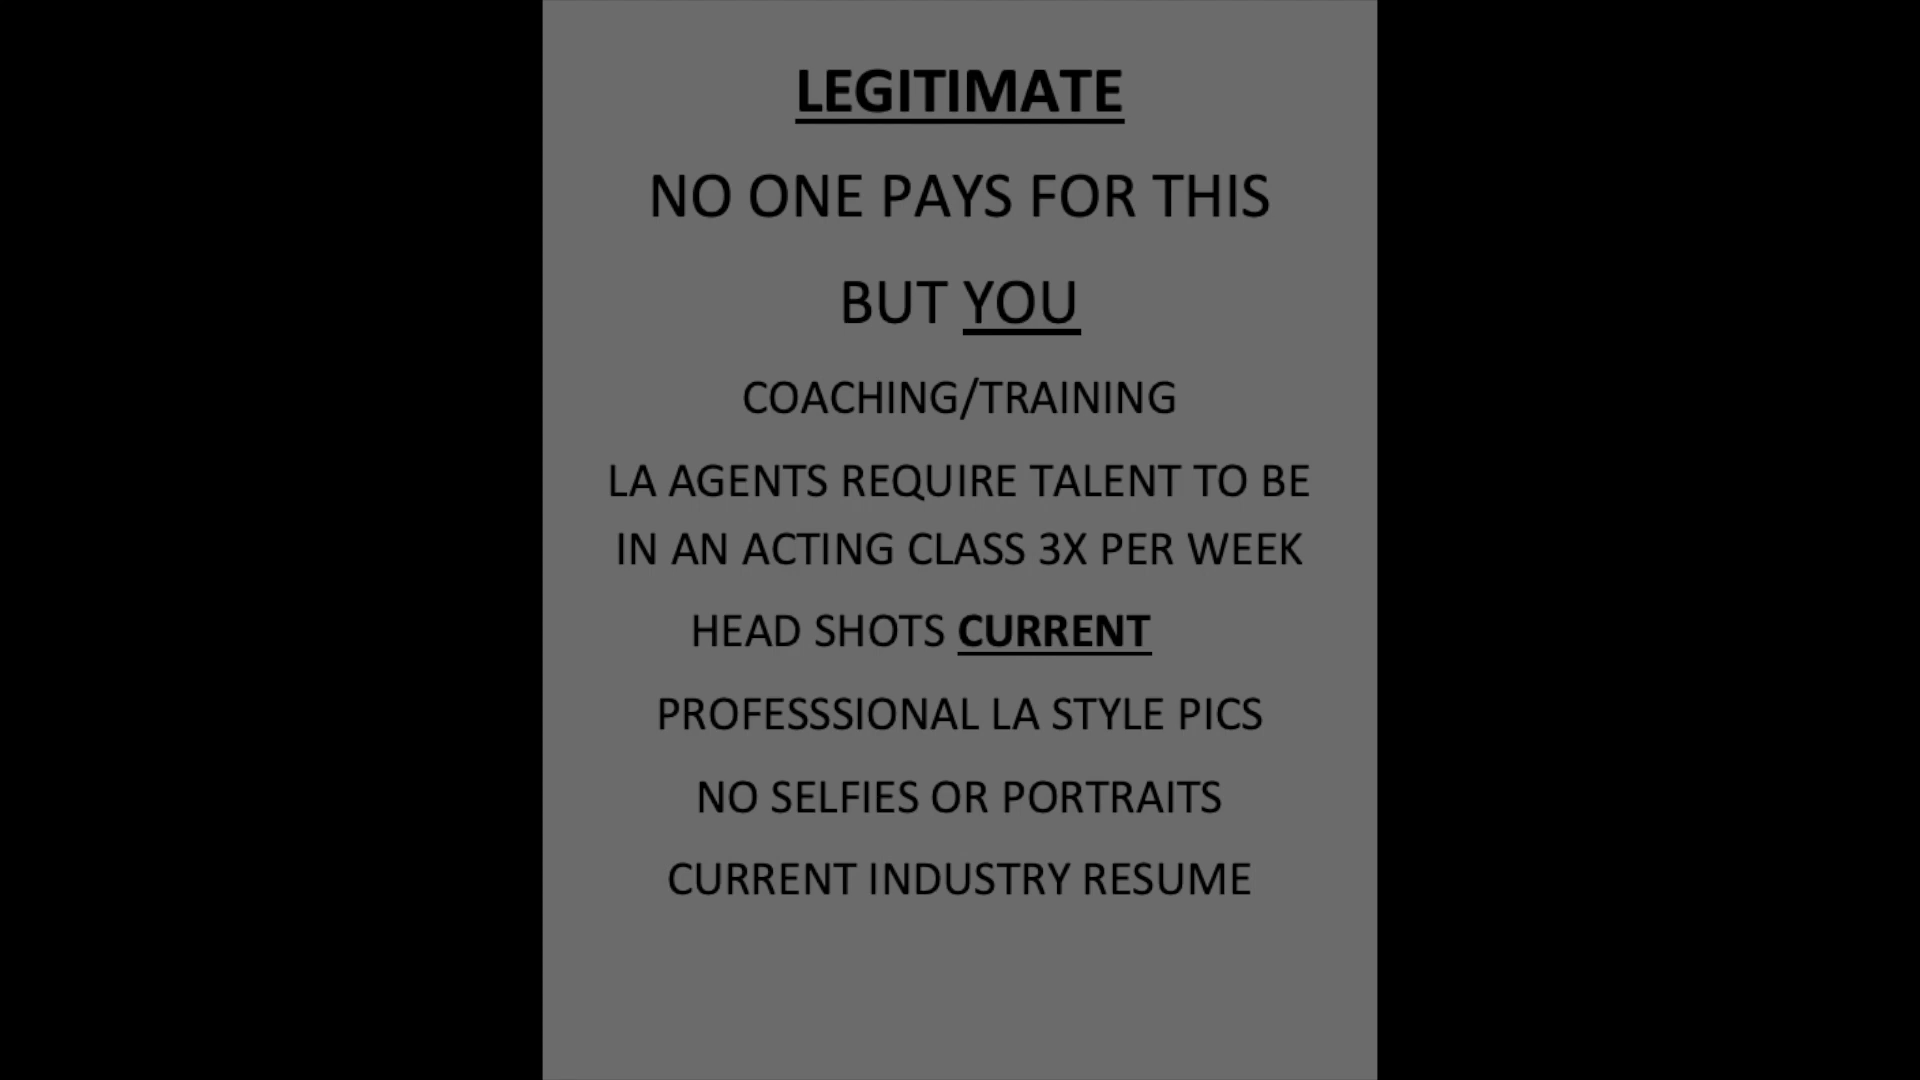 LEGITIMATE
NO ONE PAYS FOR THIS
BUT YOU
COACHING/TRAINING
LA AGENTS REQUIRE TALENT TO BE
IN AN ACTING CLASS 3X PER WEEK
HEAD SHOTS CURRENT
PROFESSSIONAL LA STYLE PICS
NO SELFIES OR PORTRAITS
CURRENT INDUSTRY RESUME